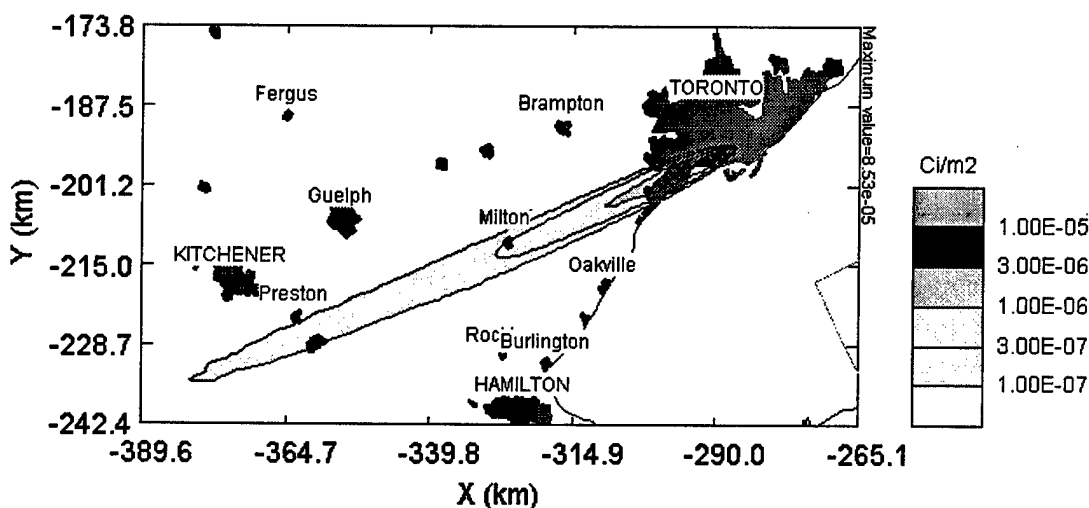 -173.8
-187.5
-201.2
-215.0
-228.7
-242.4
Y (km)
Fergus
Brampton
TORONTO
Guelph
Milton
KITCHENER
Preston
Oakville
Roc
Burlington
HAMILTON
Maximum value=8.53e-05
Ci/m2
1.00E-05
3.00E-06
1.00E-06
3.00E-07
1.00E-07
-389.6
-364.7
-339.8
-314.9
-290.0
-265.1
X (km)